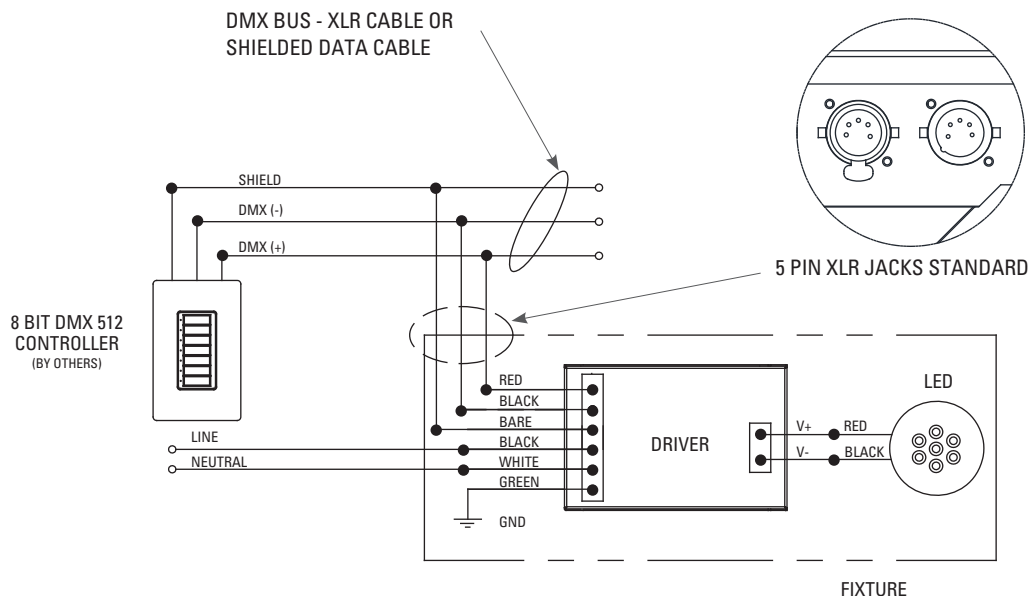 DMX BUS - XLR CABLE OR
SHIELDED DATA CABLE
SHIELD
DMX (-)
DMX (+)
5 PIN XLR JACKS STANDARD
8 BIT DMX 512
CONTROLLER
(BY OTHERS)
LINE
NEUTRAL
RED
BLACK
BARE
BLACK
WHITE
GREEN
GND
DRIVER
V+
RED
V-
BLACK
LED
FIXTURE